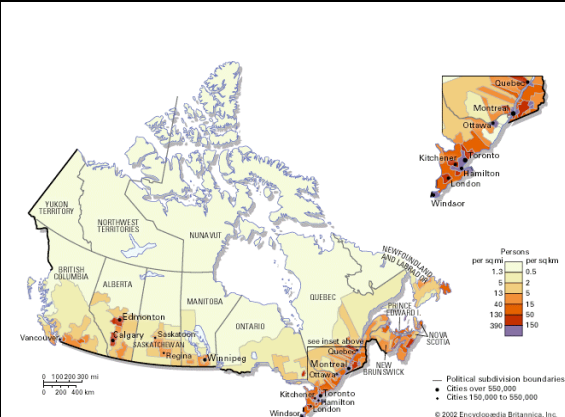 Quebec
Montreal
Ottawa
Kitchener
Toronto
Hamilton
London
Windsor
YUKON
TERRITORY
NORTHWEST
TERRITORIES
NUNAVUT
BRITISH
COLUMBIA
ALBERTA
MANITOBA
ONTARIO
QUEBEC
NEWFOUNDLAND
AND LABRADOR
PRINCE
EDWARD I.
NOVA
SCOTIA
NEW
BRUNSWICK
Edmonton
Calgary
Saskatoon
SASKATCHEWAN
Regina
Winnipeg
Vancouver
see inset above
Quebec
Montreal
Ottawa
Kitchener
Toronto
Hamilton
London
Windsor
Persons
per sq mi per sq km
1.3 0.5
5 2
13 5
40 15
130 50
390 150
0 100 200 300 mi
0 200 400 km
Political subdivision boundaries
Cities over 550,000
Cities 150,000 to 550,000
© 2002 Encyclopædia Britannica, Inc.